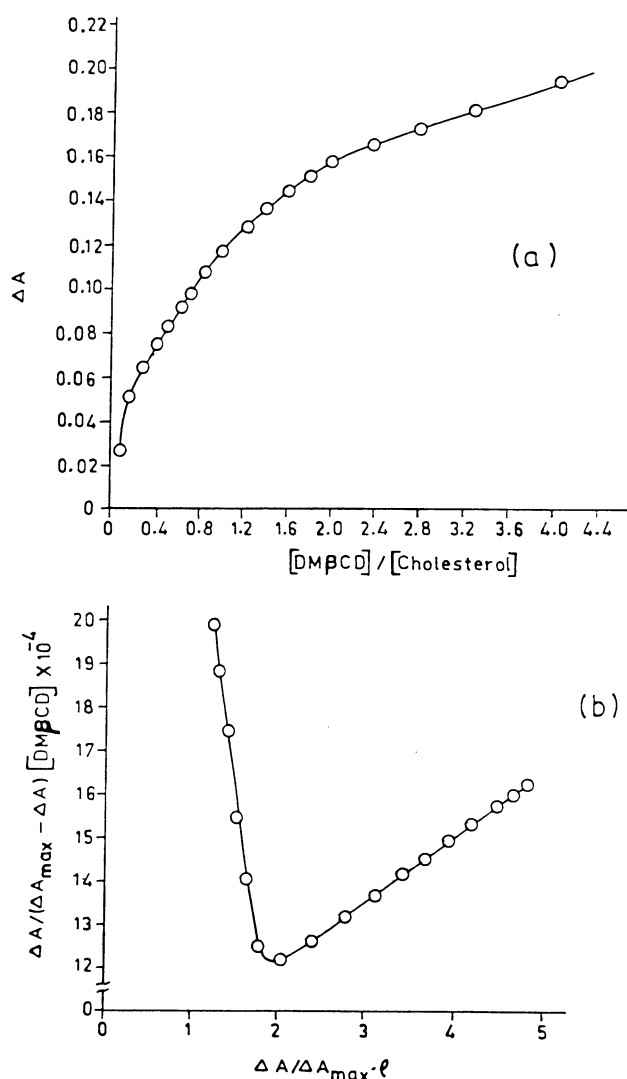 0.22
0.20
0.18
0.16
0.14
0.12
0.10
0.08
0.06
0.04
0.02
0
ΔA
(a)
0 0.4 0.8 1.2 1.6 2.0 2.4 2.8 3.2 3.6 4.0 4.4
[DMβCD]/[Cholesterol]
20
19
18
17
16
15
14
13
12
0
ΔA/(ΔAmax − ΔA)[DMβCD] X10⁻⁴
(b)
0 1 2 3 4 5
ΔA/ΔAmax·ℓ